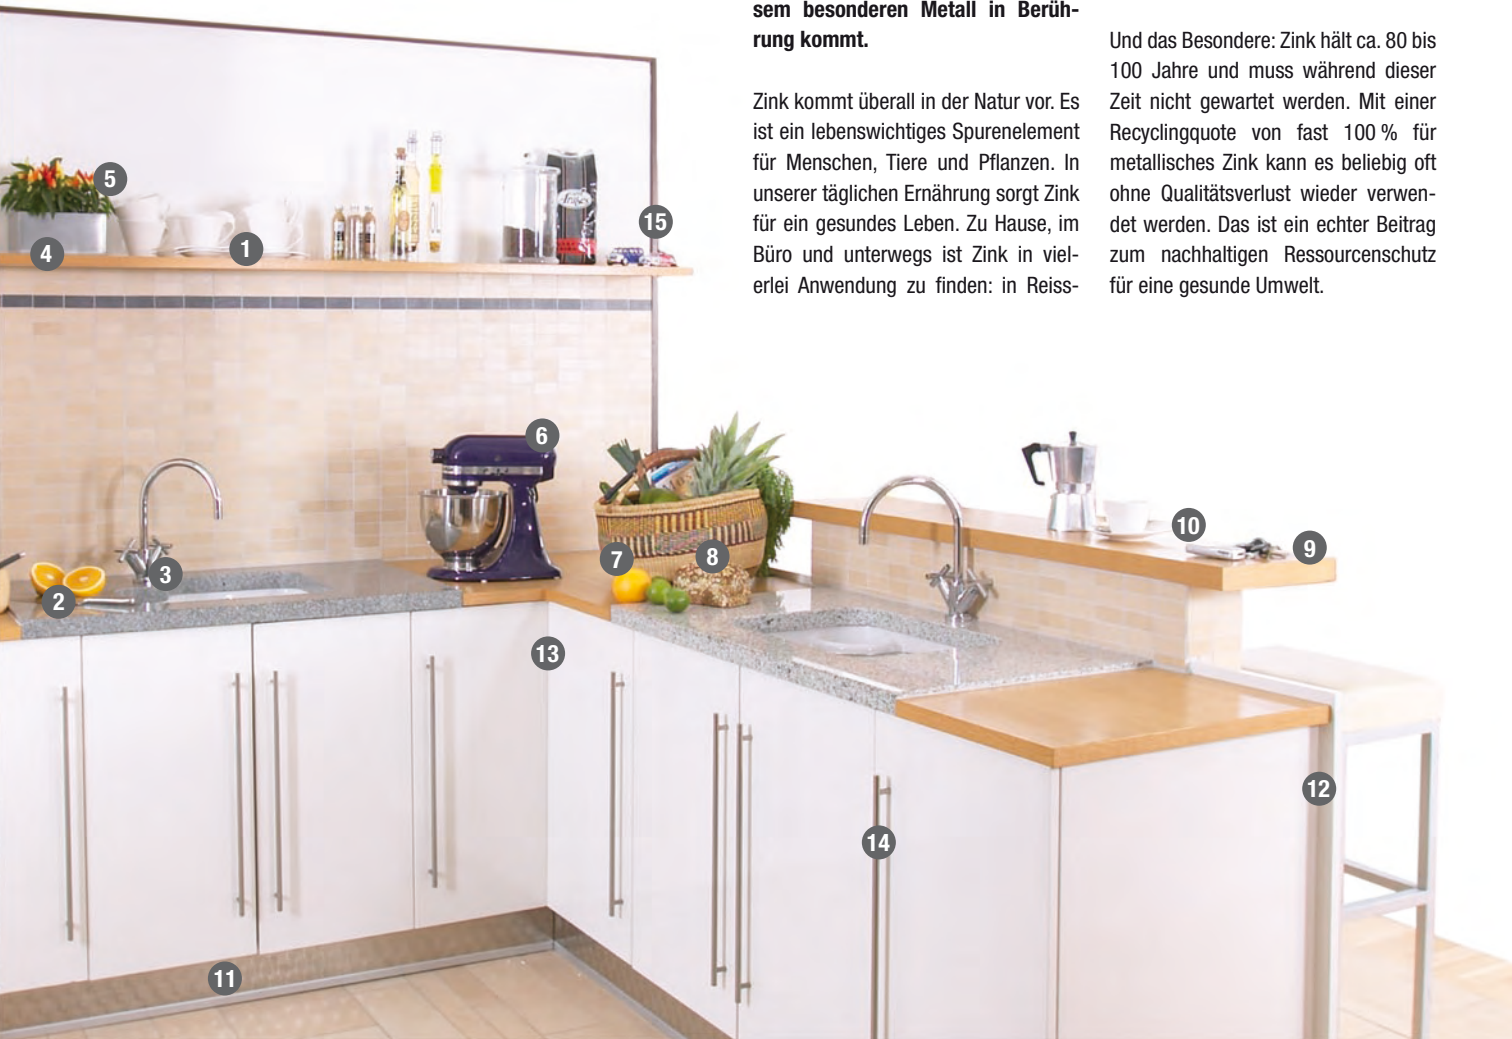 sem besonderen Metall in Berüh-
rung kommt.
Zink kommt überall in der Natur vor. Es
ist ein lebenswichtiges Spurenelement
für Menschen, Tiere und Pflanzen. In
unserer täglichen Ernährung sorgt Zink
für ein gesundes Leben. Zu Hause, im
Büro und unterwegs ist Zink in viel-
erlei Anwendung zu finden: in Reiss-
Und das Besondere: Zink hält ca. 80 bis
100 Jahre und muss während dieser
Zeit nicht gewartet werden. Mit einer
Recyclingquote von fast 100 % für
metallisches Zink kann es beliebig oft
ohne Qualitätsverlust wieder verwen-
det werden. Das ist ein echter Beitrag
zum nachhaltigen Ressourcenschutz
für eine gesunde Umwelt.
5
15
4
1
6
10
9
7
8
3
2
13
12
14
11